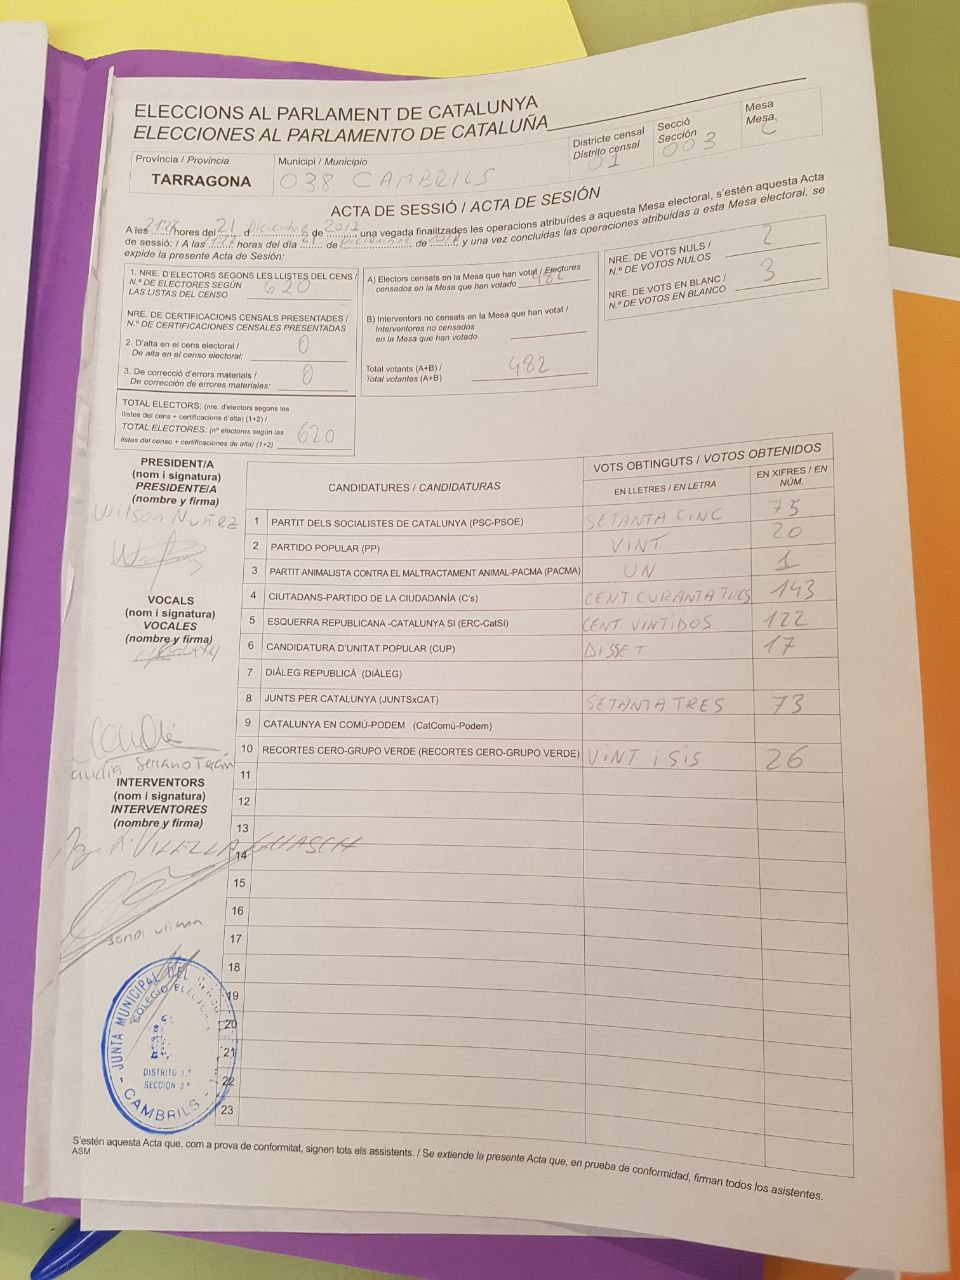 ELECCIONS AL PARLAMENT DE CATALUNYA
ELECCIONES AL PARLAMENTO DE CATALUÑA
Província / Provincia
TARRAGONA
Municipi / Municipio
038 CAMBRILS
Districte censal
Distrito censal
01
Secció
Sección
003
Mesa
Mesa
C
ACTA DE SESSIÓ / ACTA DE SESIÓN
A les hores del 21 d Diciembre de 2017 una vegada finalitzades les operacions atribuïdes a aquesta Mesa electoral, s'estén aquesta Acta
de sessió: / A las horas del día 21 de Diciembre de 2017 y una vez concluidas las operaciones atribuidas a esta Mesa electoral, se
expide la presente Acta de Sesión:
1. NRE. D'ELECTORS SEGONS LES LLISTES DEL CENS /
N.º DE ELECTORES SEGÚN
LAS LISTAS DEL CENSO 620
NRE. DE CERTIFICACIONS CENSALS PRESENTADES /
N.º DE CERTIFICACIONES CENSALES PRESENTADAS
2. D'alta en el cens electoral /
De alta en el censo electoral: 0
3. De correcció d'errors materials /
De corrección de errores materiales: 0
TOTAL ELECTORS: (nre. d'electors segons les
llistes del cens + certificacions d'alta) (1+2) /
TOTAL ELECTORES: (nº electores según las
listas del censo + certificaciones de alta) (1+2) 620
A) Electors censats en la Mesa que han votat / Electores
censados en la Mesa que han votado 482
B) Interventors no censats en la Mesa que han votat /
Interventores no censados
en la Mesa que han votado
Total votants (A+B) /
Total votantes (A+B) 482
NRE. DE VOTS NULS /
N.º DE VOTOS NULOS 2
NRE. DE VOTS EN BLANC /
N.º DE VOTOS EN BLANCO 3
PRESIDENT/A
(nom i signatura)
PRESIDENTE/A
(nombre y firma)
Wilson Nuñez
VOCALS
(nom i signatura)
VOCALES
(nombre y firma)
Serrano Terán
INTERVENTORS
(nom i signatura)
INTERVENTORES
(nombre y firma)
VILELLA GUASCH
CANDIDATURES / CANDIDATURAS
VOTS OBTINGUTS / VOTOS OBTENIDOS
EN LLETRES / EN LETRA
EN XIFRES / EN
NÚM.
1 PARTIT DELS SOCIALISTES DE CATALUNYA (PSC-PSOE) SETANTA CINC 75
2 PARTIDO POPULAR (PP) VINT 20
3 PARTIT ANIMALISTA CONTRA EL MALTRACTAMENT ANIMAL-PACMA (PACMA) UN 1
4 CIUTADANS-PARTIDO DE LA CIUDADANÍA (C's) CENT CURANTA TRES 143
5 ESQUERRA REPUBLICANA -CATALUNYA SI (ERC-CatSí) CENT VINTIDOS 122
6 CANDIDATURA D'UNITAT POPULAR (CUP) DISSET 17
7 DIÀLEG REPUBLICÀ (DIÀLEG)
8 JUNTS PER CATALUNYA (JUNTSxCAT) SETANTA TRES 73
9 CATALUNYA EN COMÚ-PODEM (CatComú-Podem)
10 RECORTES CERO-GRUPO VERDE (RECORTES CERO-GRUPO VERDE) VINT i SIS 26
11
12
13
14
15
16
17
18
19
20
21
22
23
JUNTA MUNICIPAL DEL
COLEGIO
DISTRITO 1.º
SECCION 3.ª
CAMBRILS
S'estén aquesta Acta que, com a prova de conformitat, signen tots els assistents. / Se extiende la presente Acta que, en prueba de conformidad, firman todos los asistentes.
ASM